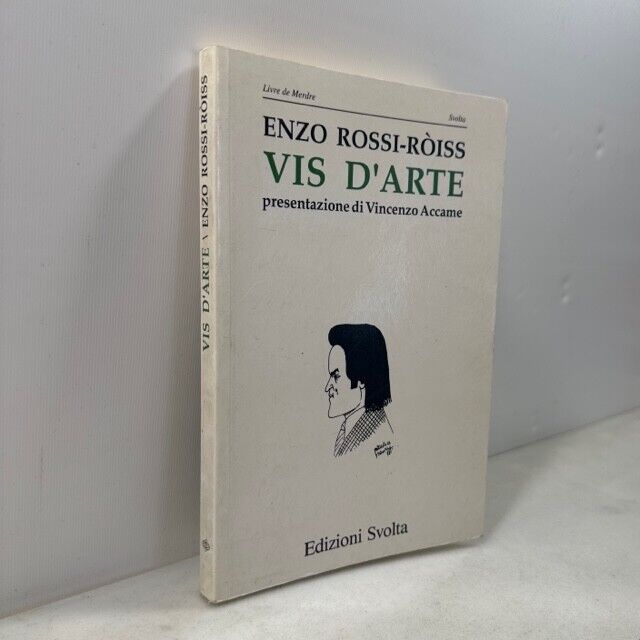 Livre de Merdre
Svolta
ENZO ROSSI-RÒISS
VIS D'ARTE
presentazione di Vincenzo Accame
Edizioni Svolta
VIS D'ARTE \ ENZO ROSSI-RÒISS